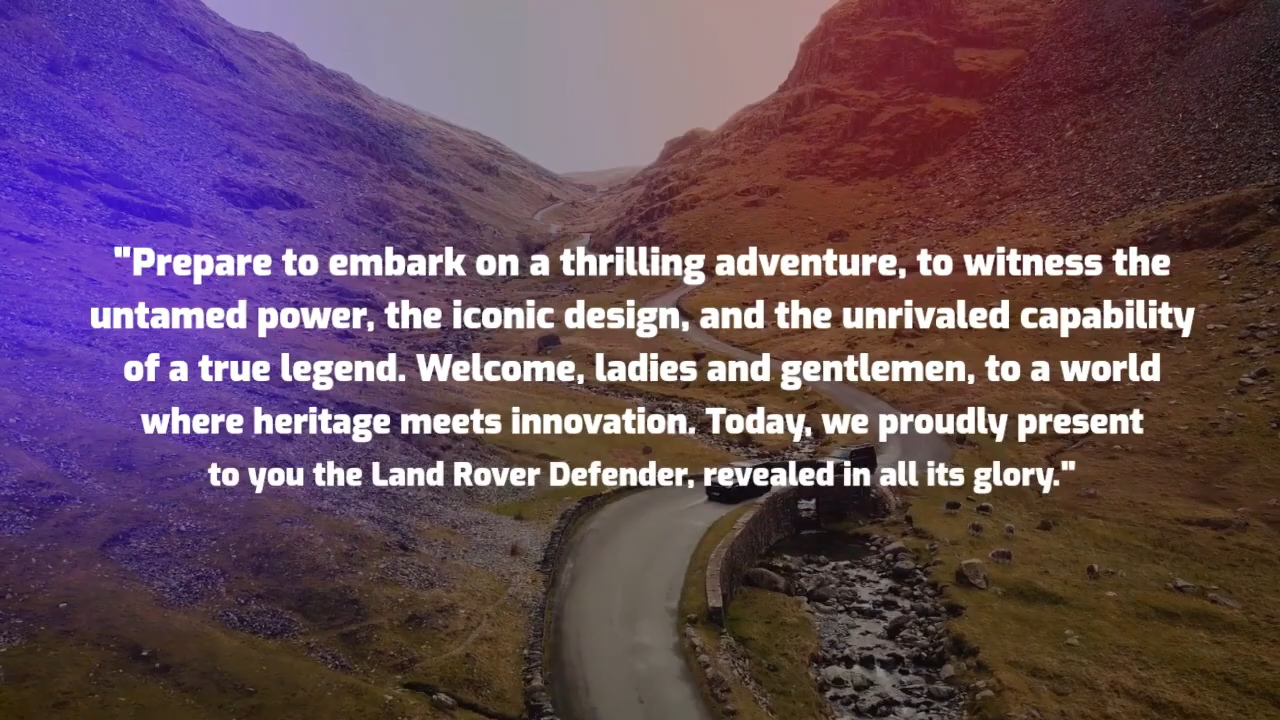 "Prepare to embark on a thrilling adventure, to witness the
untamed power, the iconic design, and the unrivaled capability
of a true legend. Welcome, ladies and gentlemen, to a world
where heritage meets innovation. Today, we proudly present
to you the Land Rover Defender, revealed in all its glory."